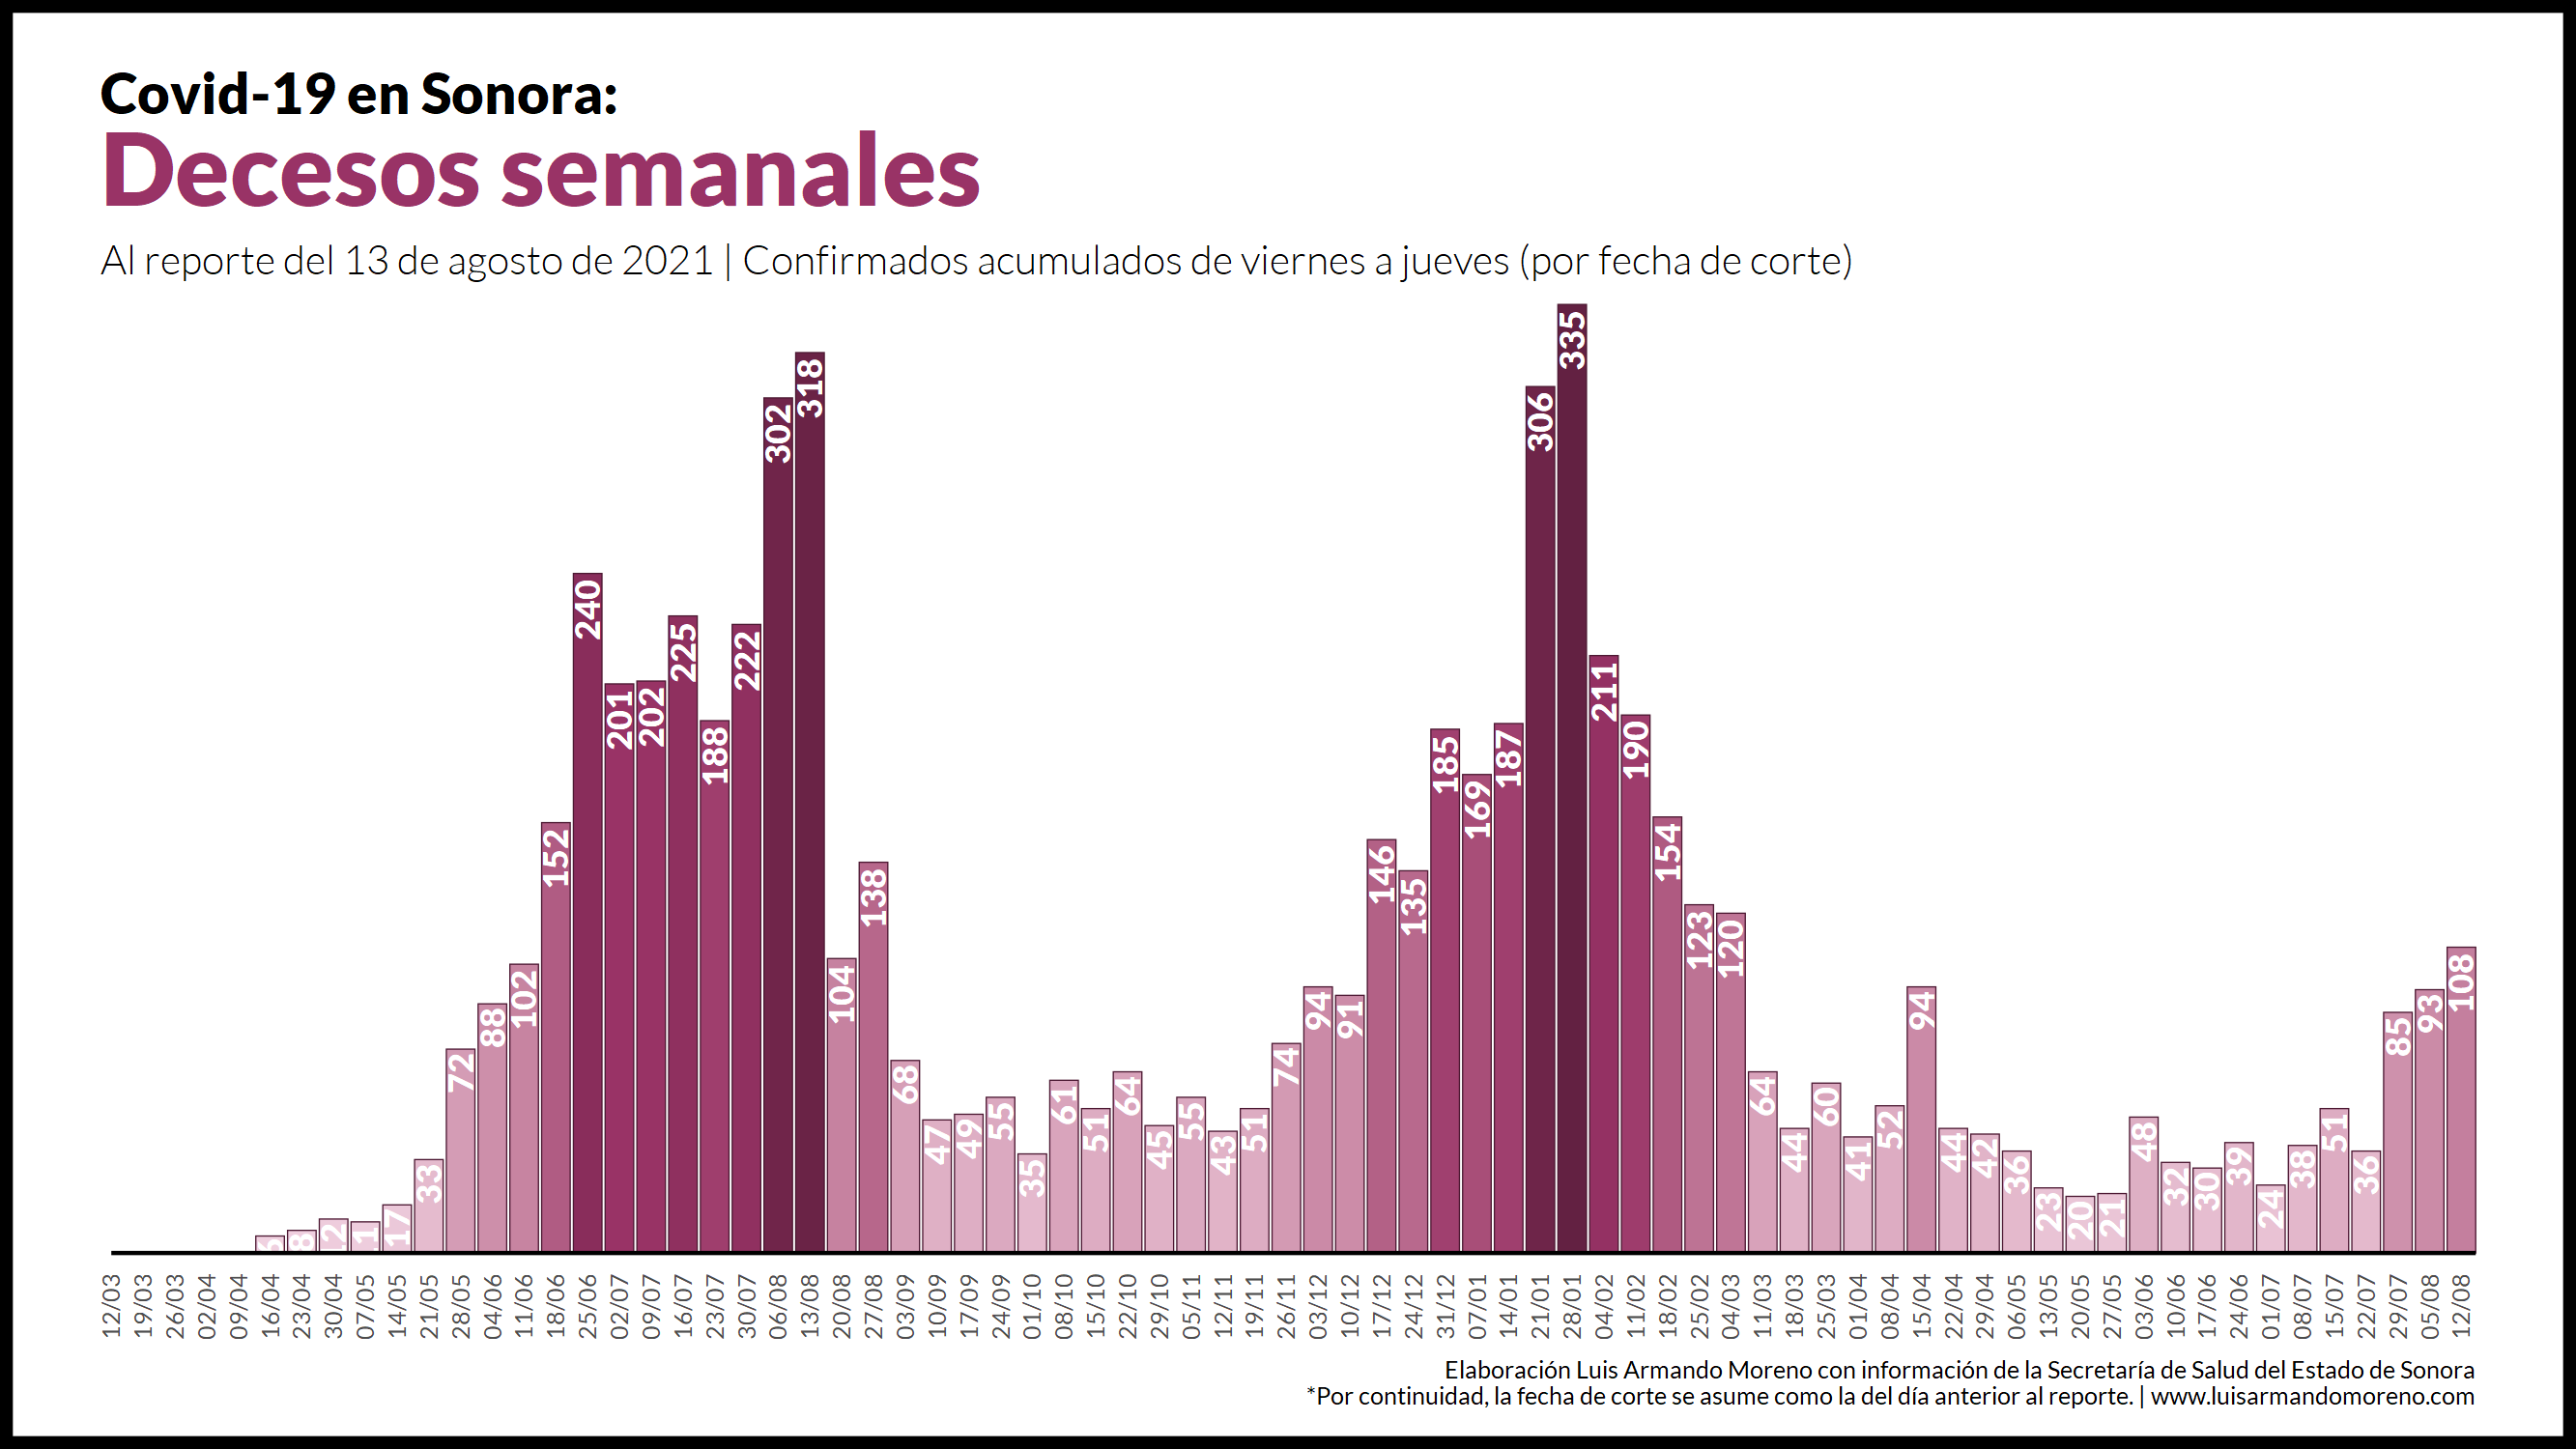 Covid-19 en Sonora:
Decesos semanales
Al reporte del 13 de agosto de 2021 | Confirmados acumulados de viernes a jueves (por fecha de corte)
6 8 12 11 17 33 72 88 102 152 240 201 202 225 188 222 302 318 104 138 68 47 49 55 35 61 51 64 45 55 43 51 74 94 91 146 135 185 169 187 306 335 211 190 154 123 120 64 44 60 41 52 94 44 42 36 23 20 21 48 32 30 39 24 38 51 36 85 93 108
12/03 19/03 26/03 02/04 09/04 16/04 23/04 30/04 07/05 14/05 21/05 28/05 04/06 11/06 18/06 25/06 02/07 09/07 16/07 23/07 30/07 06/08 13/08 20/08 27/08 03/09 10/09 17/09 24/09 01/10 08/10 15/10 22/10 29/10 05/11 12/11 19/11 26/11 03/12 10/12 17/12 24/12 31/12 07/01 14/01 21/01 28/01 04/02 11/02 18/02 25/02 04/03 11/03 18/03 25/03 01/04 08/04 15/04 22/04 29/04 06/05 13/05 20/05 27/05 03/06 10/06 17/06 24/06 01/07 08/07 15/07 22/07 29/07 05/08 12/08
Elaboración Luis Armando Moreno con información de la Secretaría de Salud del Estado de Sonora
*Por continuidad, la fecha de corte se asume como la del día anterior al reporte. | www.luisarmandomoreno.com